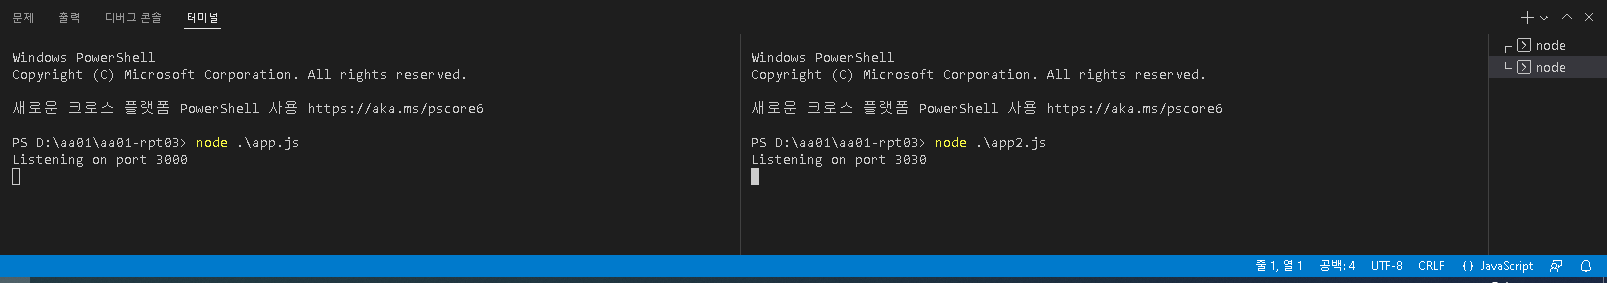 문제 출력 디버그 콘솔 터미널
Windows PowerShell
Copyright (C) Microsoft Corporation. All rights reserved.
새로운 크로스 플랫폼 PowerShell 사용 https://aka.ms/pscore6
PS D:\aa01\aa01-rpt03> node .\app.js
Listening on port 3000
Windows PowerShell
Copyright (C) Microsoft Corporation. All rights reserved.
새로운 크로스 플랫폼 PowerShell 사용 https://aka.ms/pscore6
PS D:\aa01\aa01-rpt03> node .\app2.js
Listening on port 3030
node
node
줄 1, 열 1 공백: 4 UTF-8 CRLF {} JavaScript